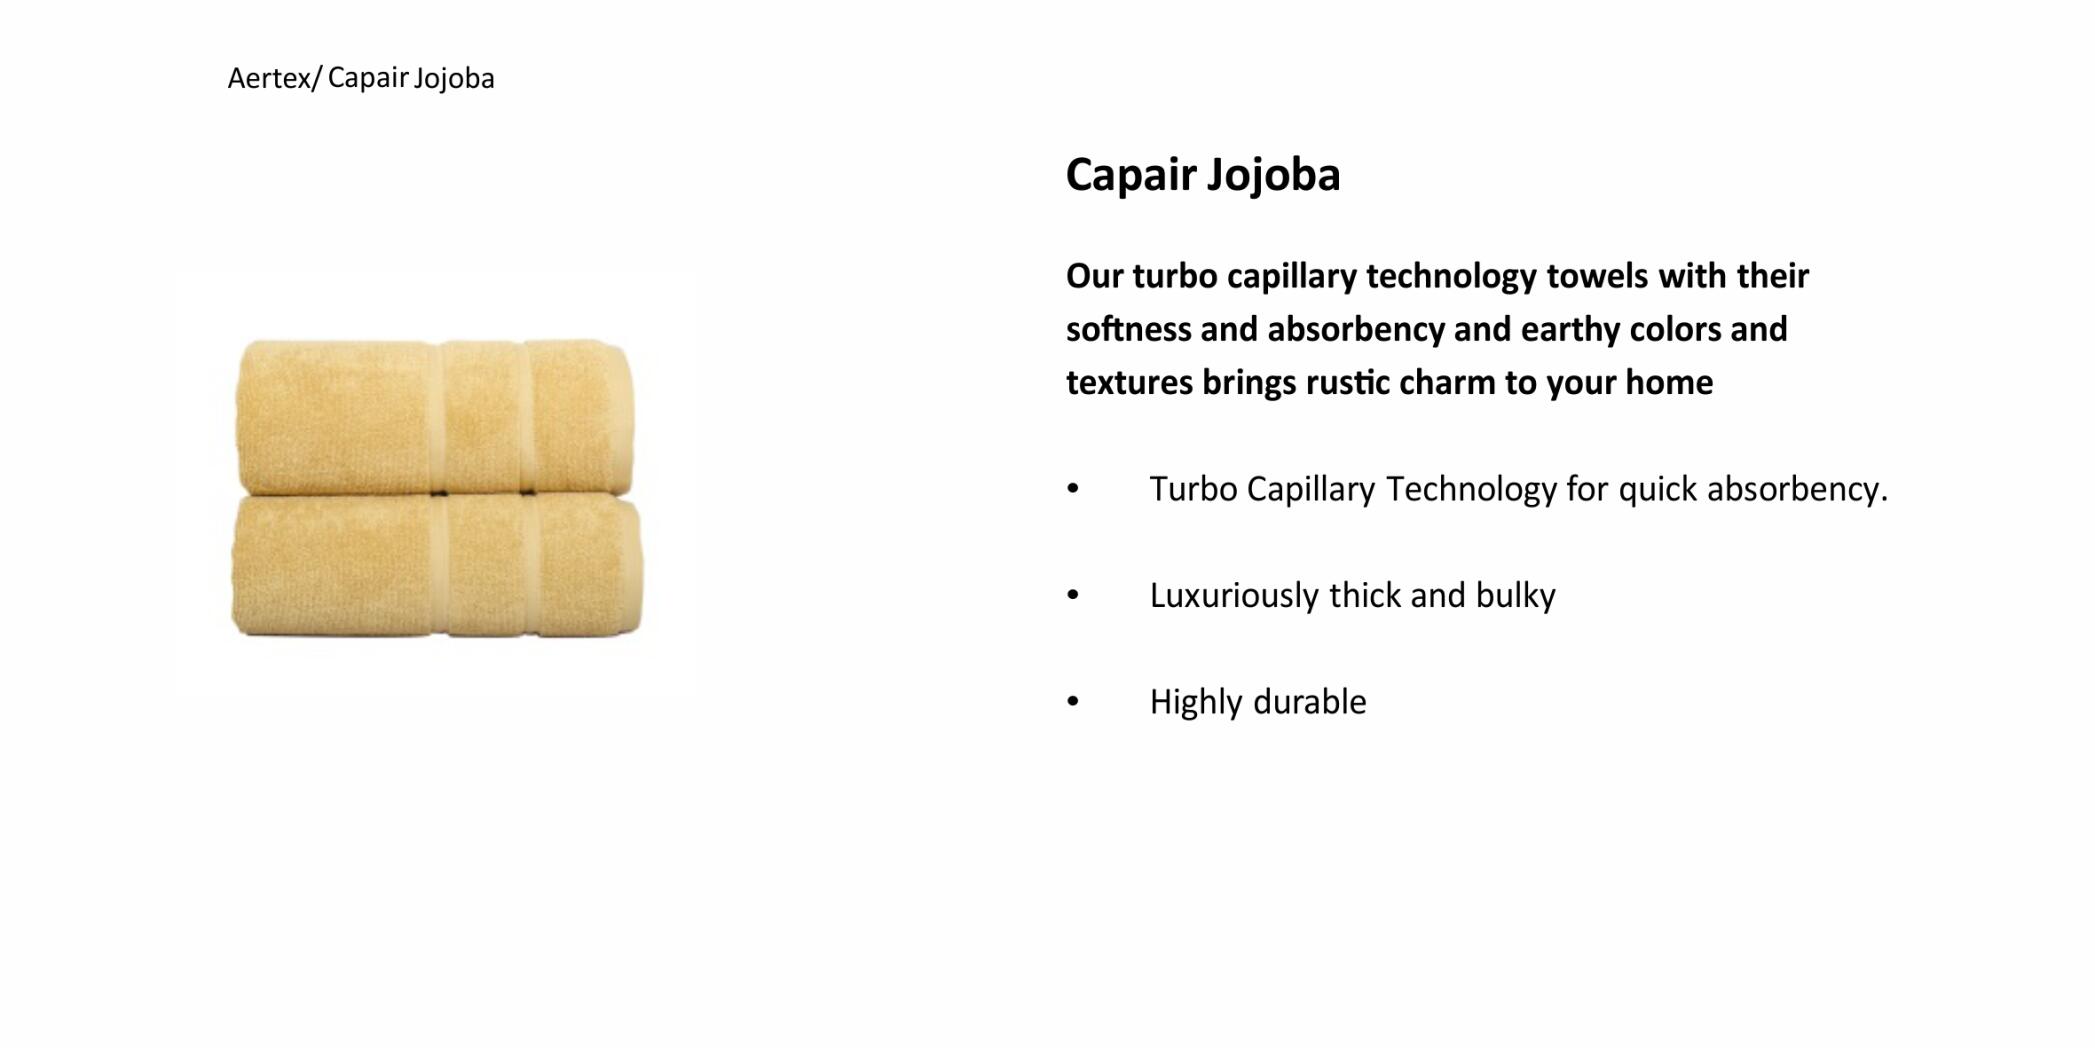 Aertex/ Capair Jojoba
Capair Jojoba
Our turbo capillary technology towels with their
softness and absorbency and earthy colors and
textures brings rustic charm to your home
• Turbo Capillary Technology for quick absorbency.
• Luxuriously thick and bulky
• Highly durable